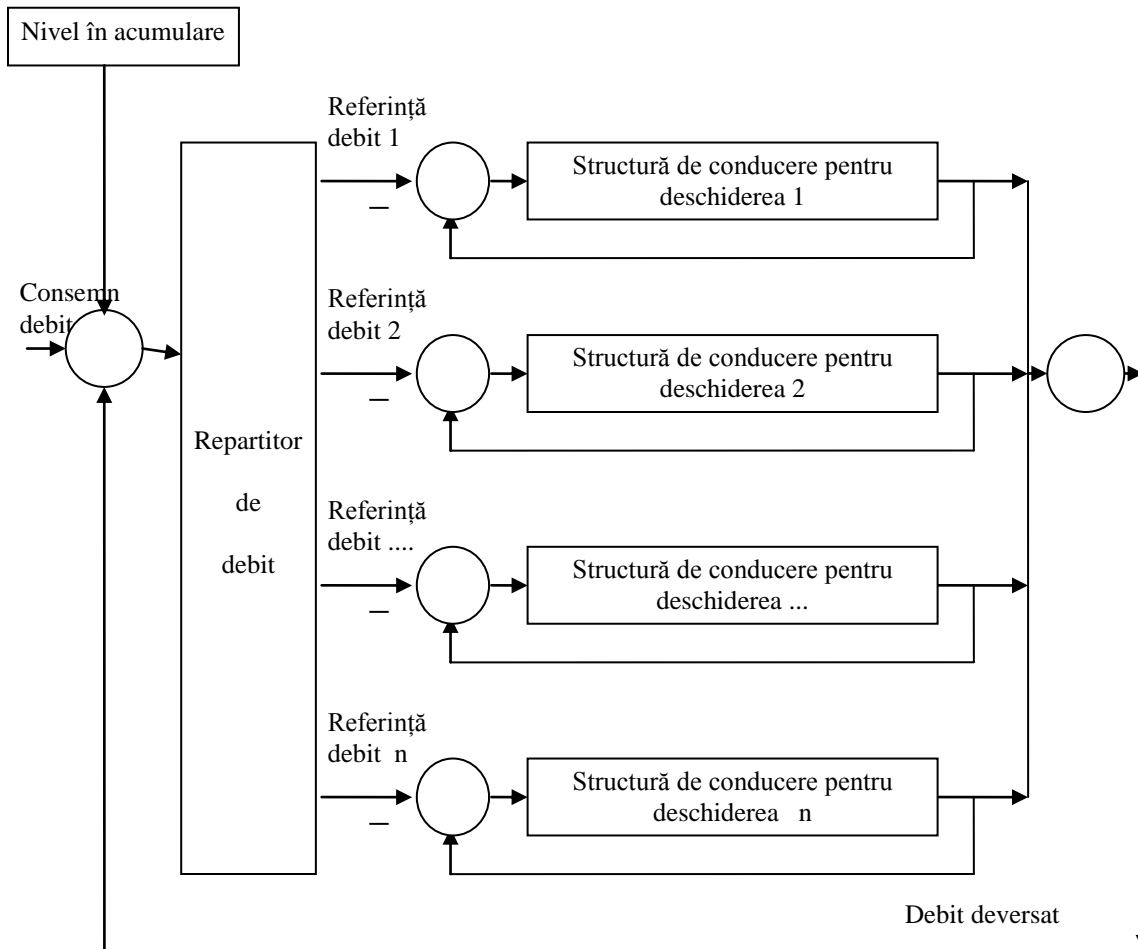 Nivel în acumulare
Referință
debit 1
Structură de conducere pentru
deschiderea 1
Consemn
debit
Referință
debit 2
Structură de conducere pentru
deschiderea 2
Repartitor
de
debit
Referință
debit ....
Structură de conducere pentru
deschiderea ...
Referință
debit n
Structură de conducere pentru
deschiderea n
Debit deversat